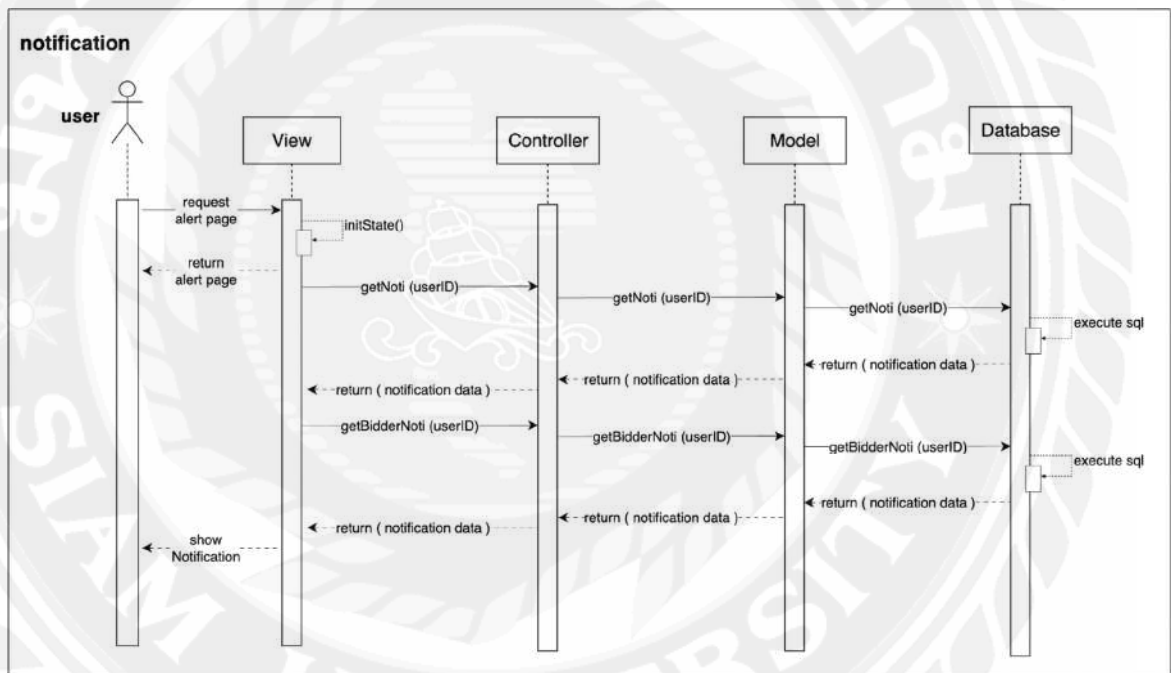 notification
user
View
Controller
Model
Database
request
alert page
initState()
return
alert page
getNoti (userID)
getNoti (userID)
getNoti (userID)
execute sql
return ( notification data )
return ( notification data )
return ( notification data )
getBidderNoti (userID)
getBidderNoti (userID)
getBidderNoti (userID)
execute sql
return ( notification data )
return ( notification data )
return ( notification data )
show
Notification
SIAM